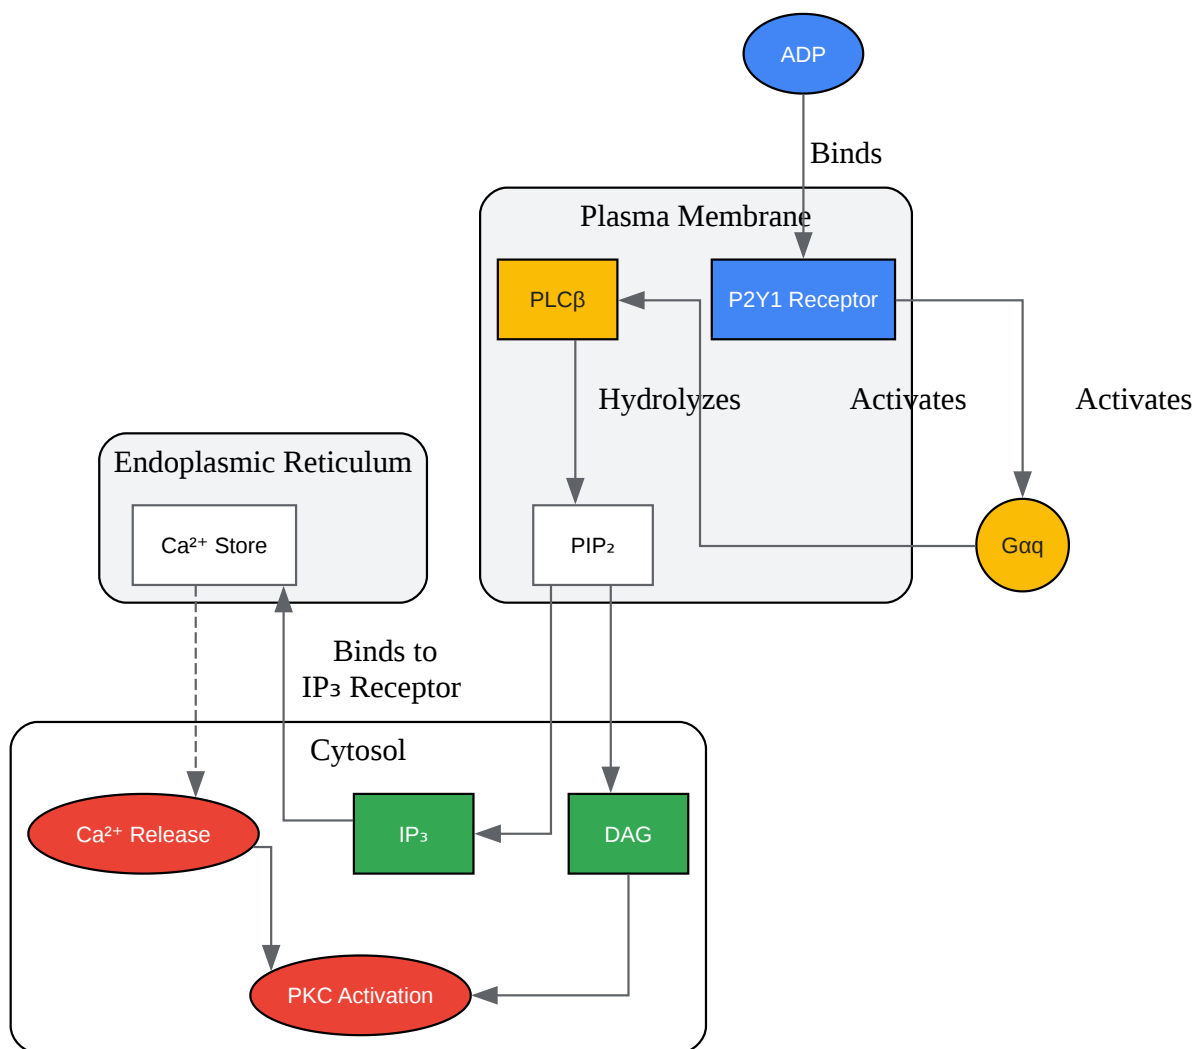 ADP
Binds
Plasma Membrane
PLCβ
P2Y1 Receptor
Hydrolyzes
Activates
Activates
Endoplasmic Reticulum
Ca²⁺ Store
PIP₂
Gαq
Binds to
IP₃ Receptor
Cytosol
Ca²⁺ Release
IP₃
DAG
PKC Activation